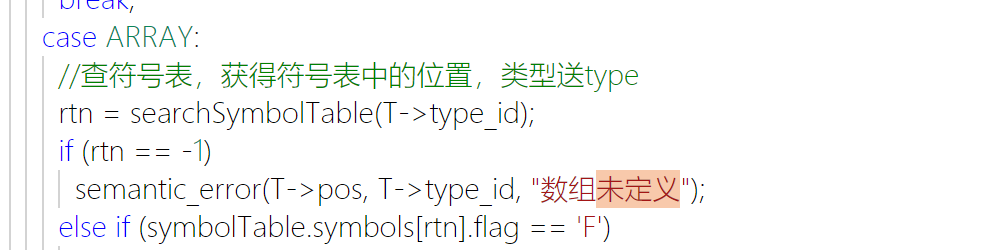 break;
case ARRAY:
//查符号表，获得符号表中的位置，类型送type
rtn = searchSymbolTable(T->type_id);
if (rtn == -1)
semantic_error(T->pos, T->type_id, "数组未定义");
else if (symbolTable.symbols[rtn].flag == 'F')